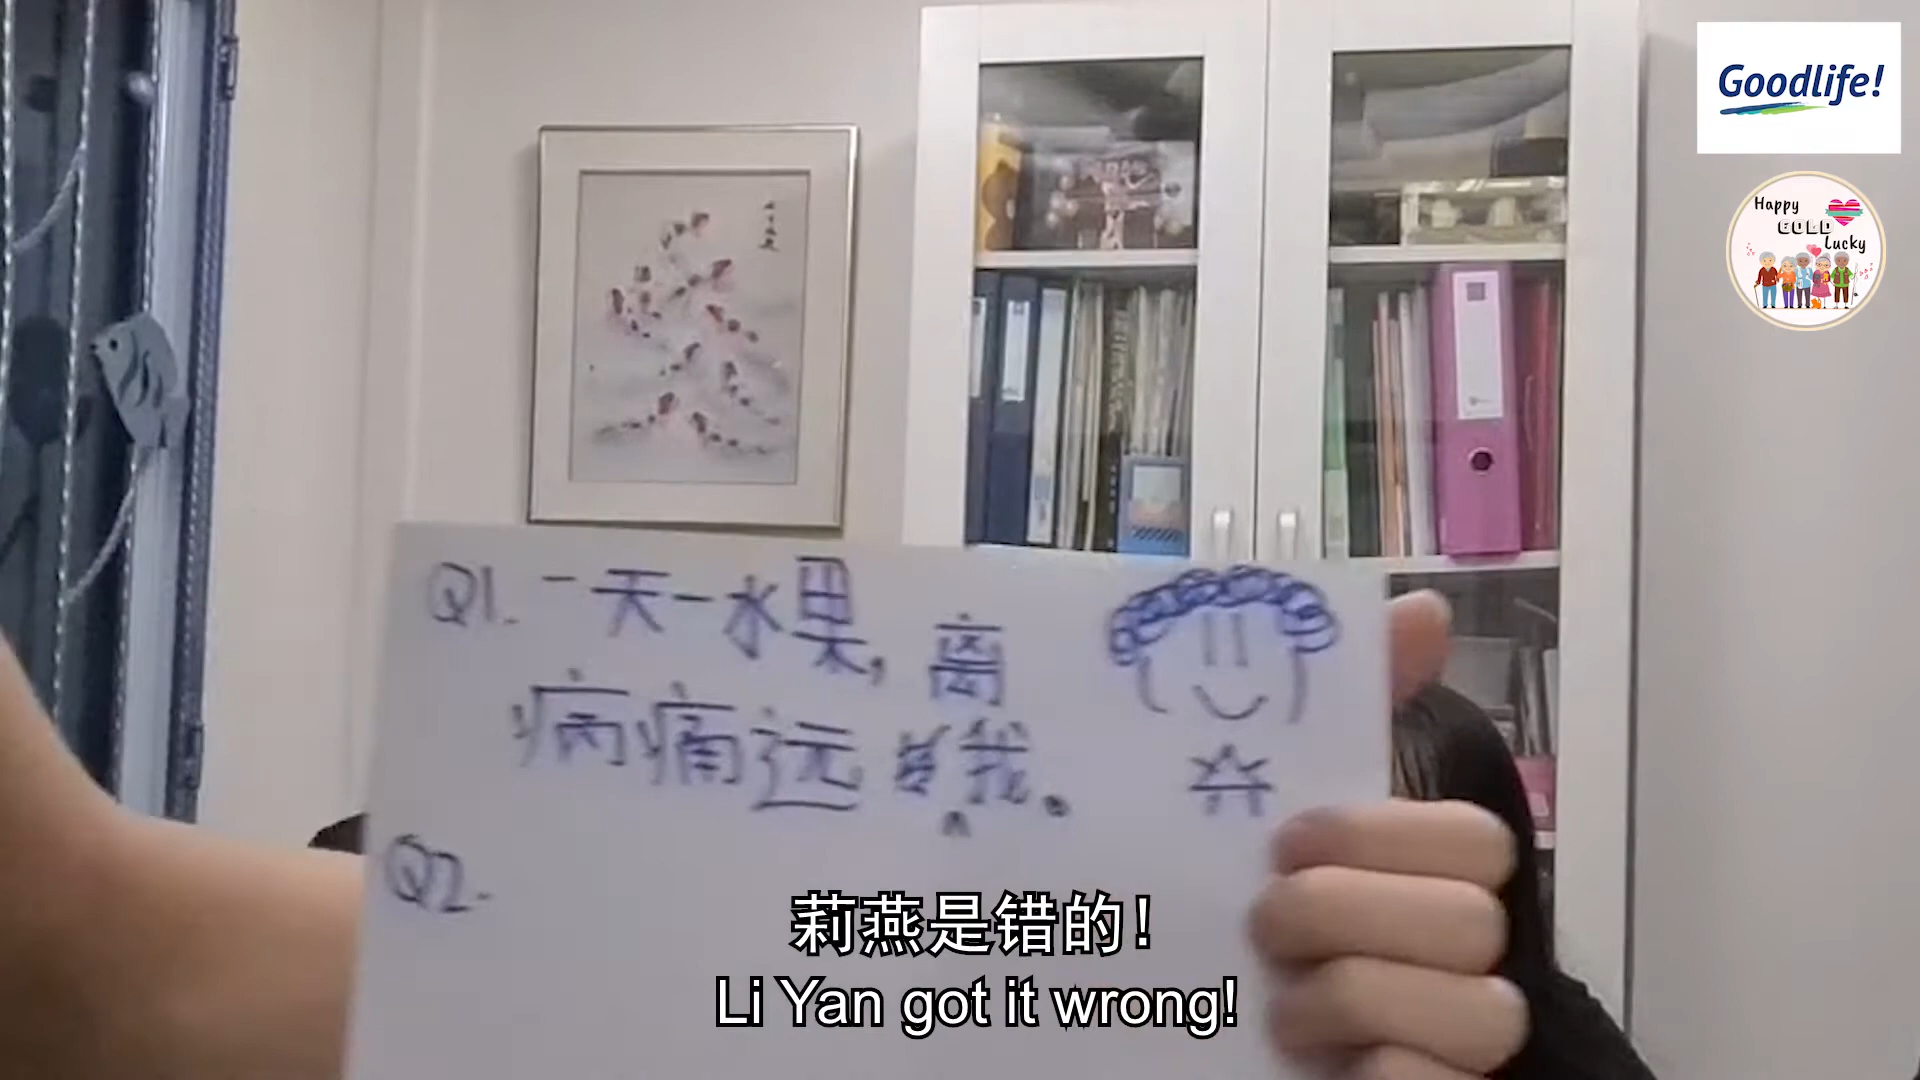 Goodlife!
Happy
GOLD
Lucky
Q1. 一天一水果, 离
病痛远我。
Q2.
莉燕是错的！
Li Yan got it wrong!